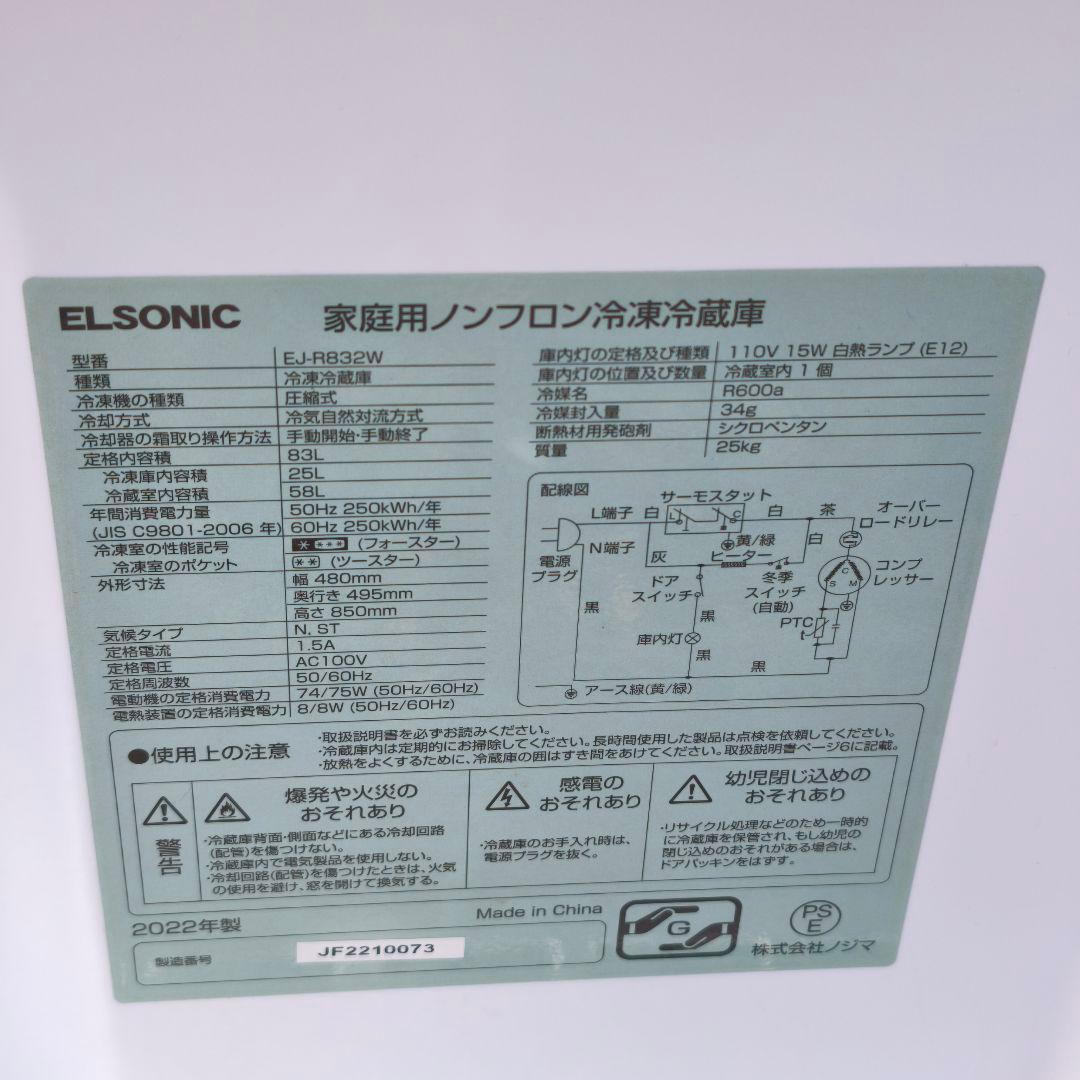 ELSONIC 家庭用ノンフロン冷凍冷蔵庫
型番 EJ-R832W
種類 冷凍冷蔵庫
冷凍機の種類 圧縮式
冷却方式 冷気自然対流方式
冷却器の霜取り操作方法 手動開始・手動終了
定格内容積 83L
冷凍庫内容積 25L
冷蔵室内容積 58L
年間消費電力量 50Hz 250kWh/年
(JIS C9801-2006 年) 60Hz 250kWh/年
冷凍室の性能記号 * *** (フォースター)
冷凍室のポケット ** (ツースター)
外形寸法 幅 480mm
奥行き 495mm
高さ 850mm
気候タイプ N, ST
定格電流 1.5A
定格電圧 AC100V
定格周波数 50/60Hz
電動機の定格消費電力 74/75W (50Hz/60Hz)
電熱装置の定格消費電力 8/8W (50Hz/60Hz)
庫内灯の定格及び種類 110V 15W 白熱ランプ (E12)
庫内灯の位置及び数量 冷蔵室内 1 個
冷媒名 R600a
冷媒封入量 34g
断熱材用発砲剤 シクロペンタン
質量 25kg
配線図
サーモスタット
L端子 白 L C 白 茶 オーバー
ロードリレー
N端子 黄/緑 白
灰 ヒーター
電源
プラグ
ドア
スイッチ
冬季
スイッチ
(自動)
コンプ
レッサー
C
S M
黒 黒
PTC
t
庫内灯
黒 黒
アース線(黄/緑)
●使用上の注意
・取扱説明書を必ずお読みください。
・冷蔵庫内は定期的にお掃除してください。長時間使用した製品は点検を依頼してください。
・放熱をよくするために、冷蔵庫の囲はすき間をあけてください。取扱説明書ページ6に記載。
警告
爆発や火災の
おそれあり
・冷蔵庫背面・側面などにある冷却回路
(配管)を傷つけない。
・冷蔵庫内で電気製品を使用しない。
・冷却回路(配管)を傷つけたときは、火気
の使用を避け、窓を開けて換気する。
感電の
おそれあり
・冷蔵庫のお手入れ時は、
電源プラグを抜く。
幼児閉じ込めの
おそれあり
・リサイクル処理などのため一時的
に冷蔵庫を保管され、もし幼児の
閉じ込めのおそれがある場合は、
ドアパッキンをはずす。
2022年製
Made in China
製造番号 JF2210073
G
PS
E
株式会社ノジマ